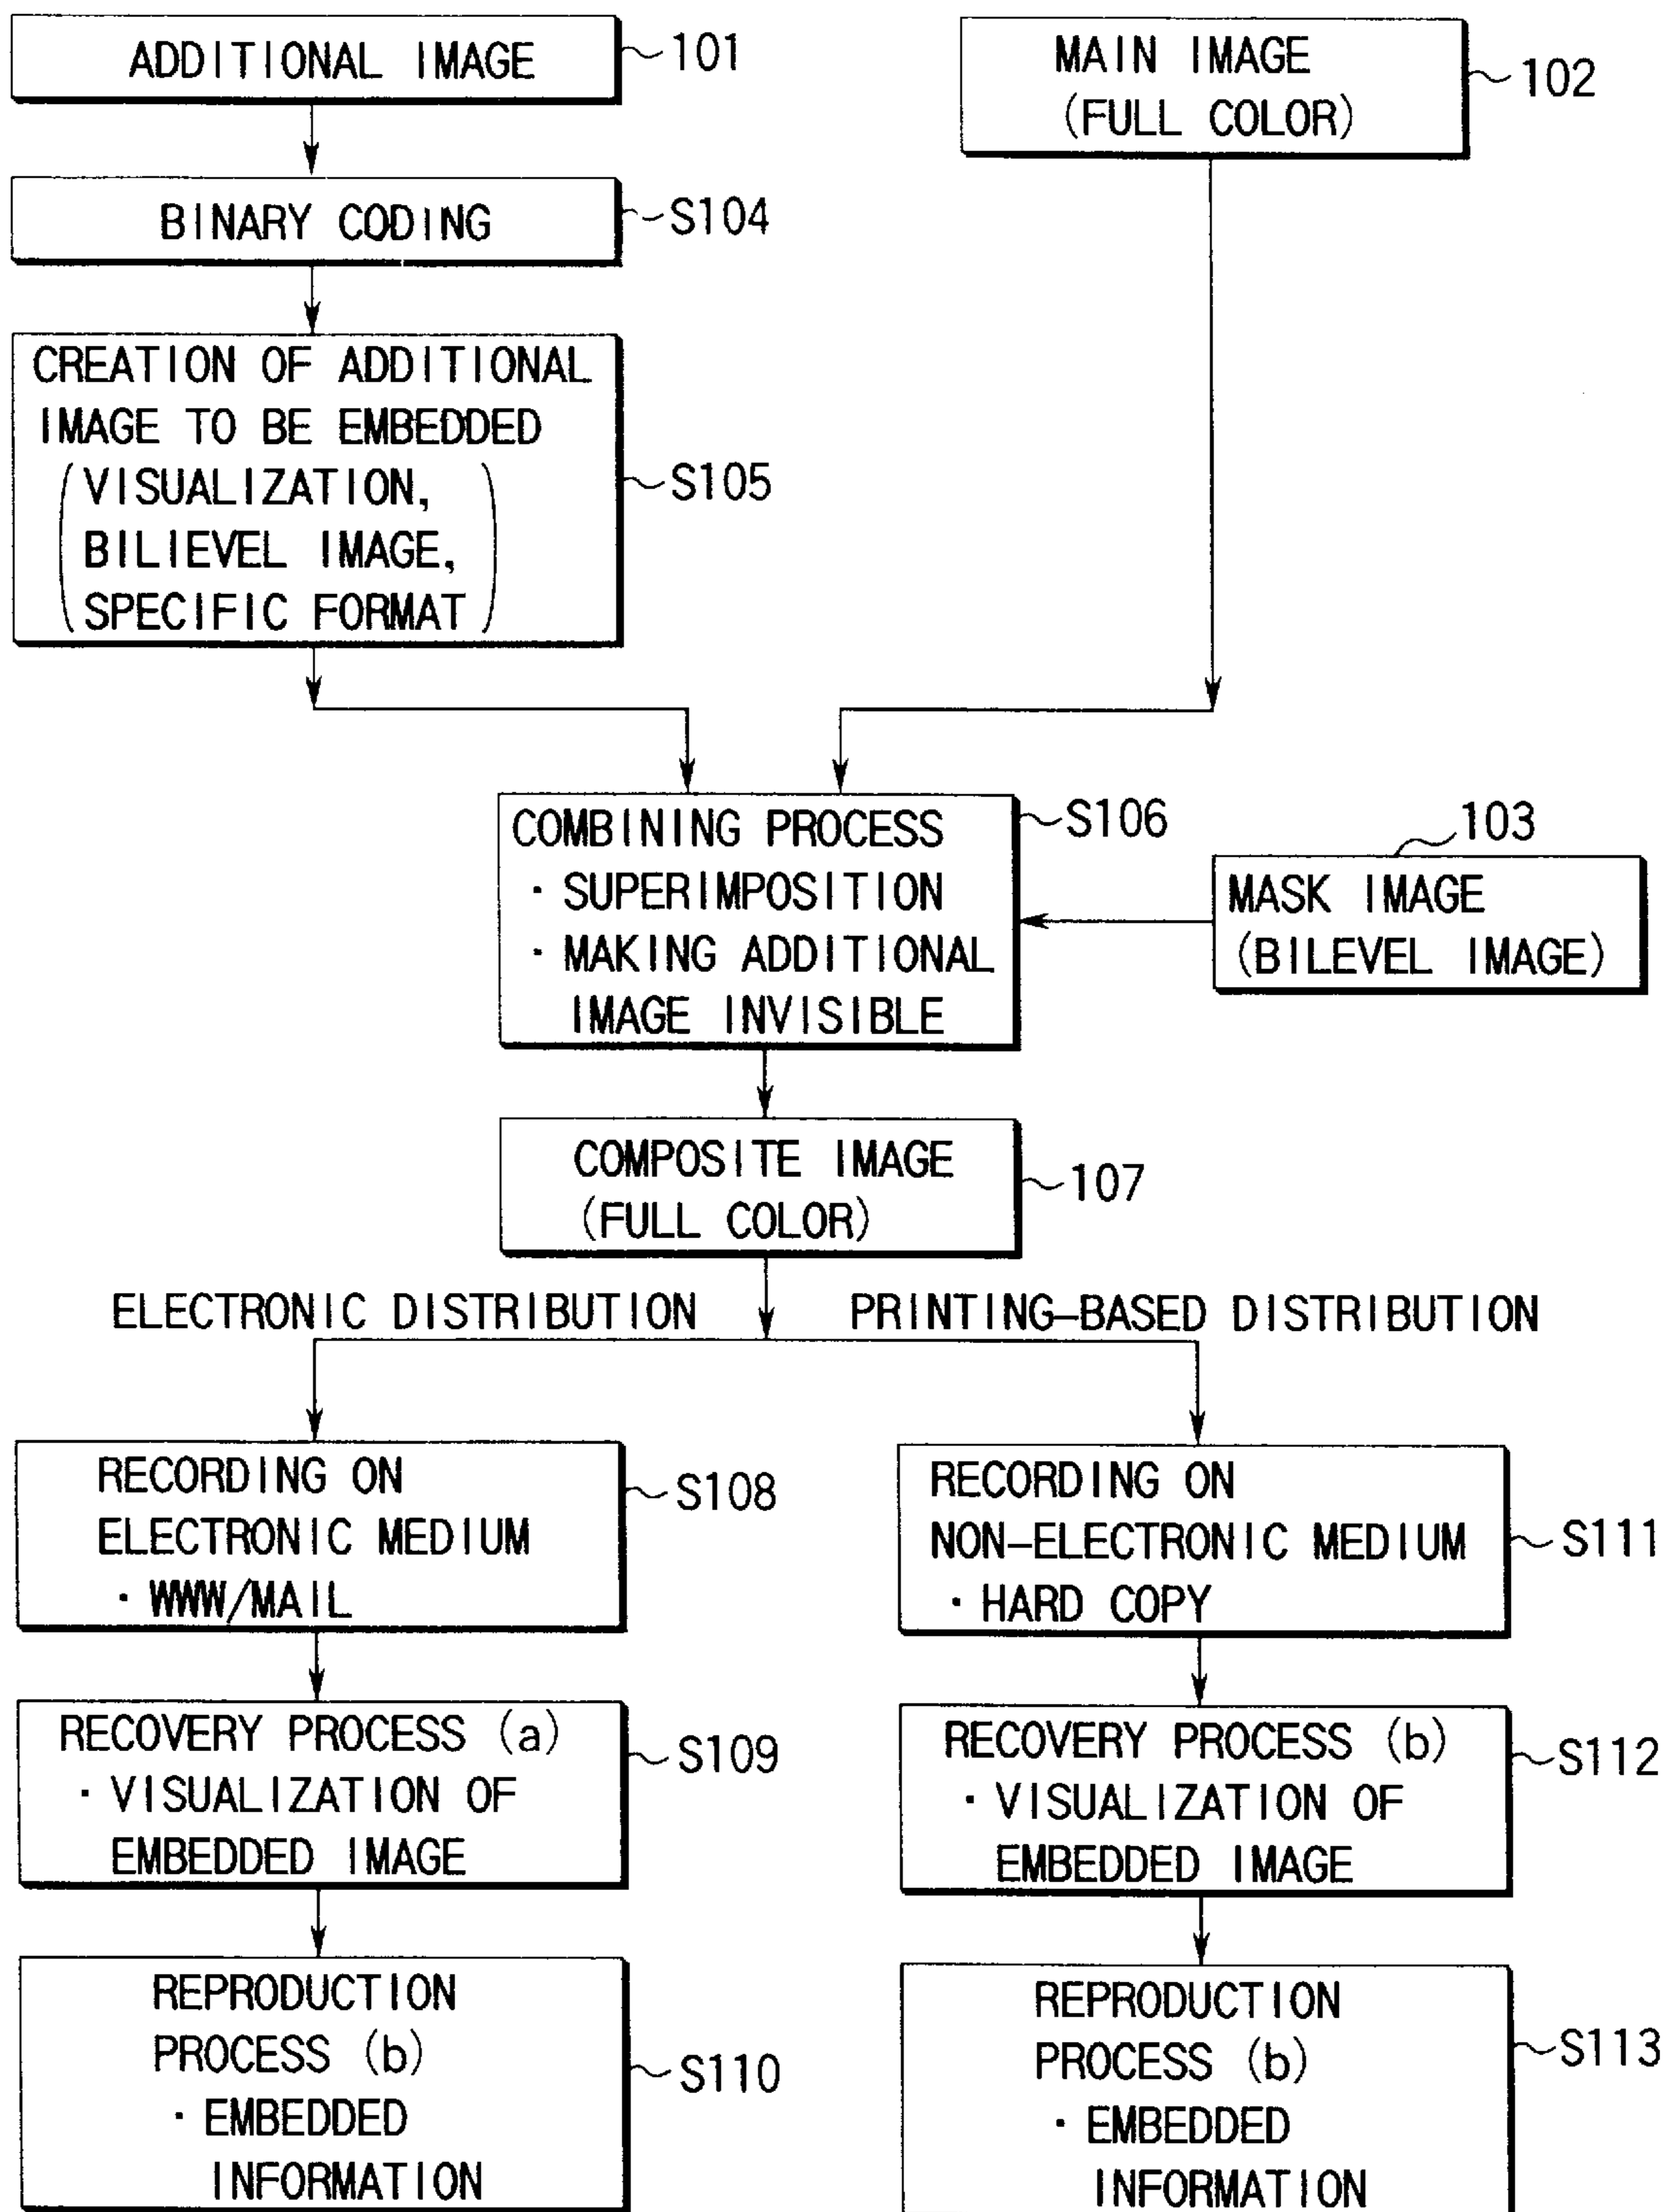 ADDITIONAL IMAGE
101
MAIN IMAGE
(FULL COLOR)
102
BINARY CODING
S104
CREATION OF ADDITIONAL
IMAGE TO BE EMBEDDED
(VISUALIZATION,
BILIEVEL IMAGE,
SPECIFIC FORMAT)
S105
COMBINING PROCESS
· SUPERIMPOSITION
· MAKING ADDITIONAL
IMAGE INVISIBLE
S106
103
MASK IMAGE
(BILEVEL IMAGE)
COMPOSITE IMAGE
(FULL COLOR)
107
ELECTRONIC DISTRIBUTION
PRINTING-BASED DISTRIBUTION
RECORDING ON
ELECTRONIC MEDIUM
· WWW/MAIL
S108
RECORDING ON
NON-ELECTRONIC MEDIUM
· HARD COPY
S111
RECOVERY PROCESS (a)
· VISUALIZATION OF
EMBEDDED IMAGE
S109
RECOVERY PROCESS (b)
· VISUALIZATION OF
EMBEDDED IMAGE
S112
REPRODUCTION
PROCESS (b)
· EMBEDDED
INFORMATION
S110
REPRODUCTION
PROCESS (b)
· EMBEDDED
INFORMATION
S113